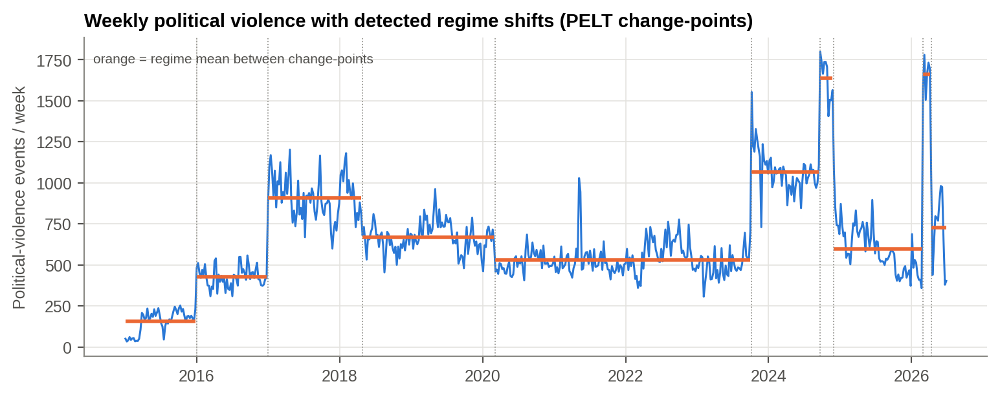 Weekly political violence with detected regime shifts (PELT change-points)
orange = regime mean between change-points
Political-violence events / week
1750
1500
1250
1000
750
500
250
0
2016 2018 2020 2022 2024 2026